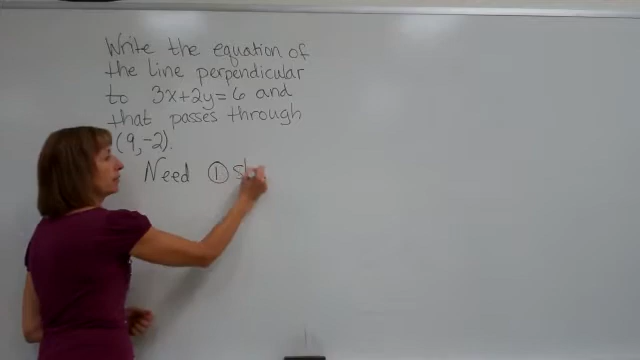 Write the equation of
the line perpendicular
to 3x+2y=6 and
that passes through
(9,-2).
Need ① S